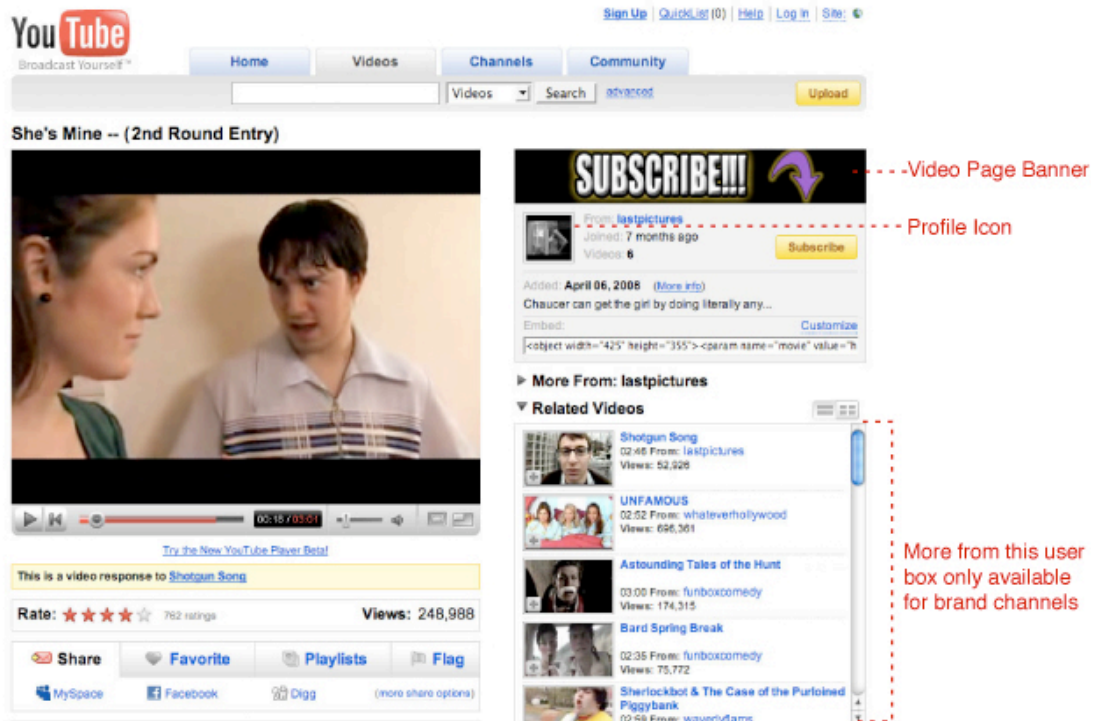 Sign Up | QuickList (0) | Help | Log In | Site:
YouTube
Broadcast Yourself™
Home
Videos
Channels
Community
Videos
Search
advanced
Upload
She's Mine -- (2nd Round Entry)
SUBSCRIBE!!!
Video Page Banner
From: lastpictures
Joined: 7 months ago
Videos: 6
Subscribe
Profile Icon
Added: April 06, 2008 (More info)
Chaucer can get the girl by doing literally any...
Embed:
Customize
<object width="425" height="355"><param name="movie" value="h
More From: lastpictures
Related Videos
Shotgun Song
02:46 From: lastpictures
Views: 52,926
UNFAMOUS
02:52 From: whateverhollywood
Views: 696,361
Astounding Tales of the Hunt
03:00 From: funboxcomedy
Views: 174,315
Bard Spring Break
02:35 From: funboxcomedy
Views: 75,772
Sherlockbot & The Case of the Purloined
Piggybank
02:59 From: waverlyflams
More from this user
box only available
for brand channels
00:18 / 03:01
Try the New YouTube Player Beta!
This is a video response to Shotgun Song
Rate:
762 ratings
Views: 248,988
Share
Favorite
Playlists
Flag
MySpace
Facebook
Digg
(more share options)